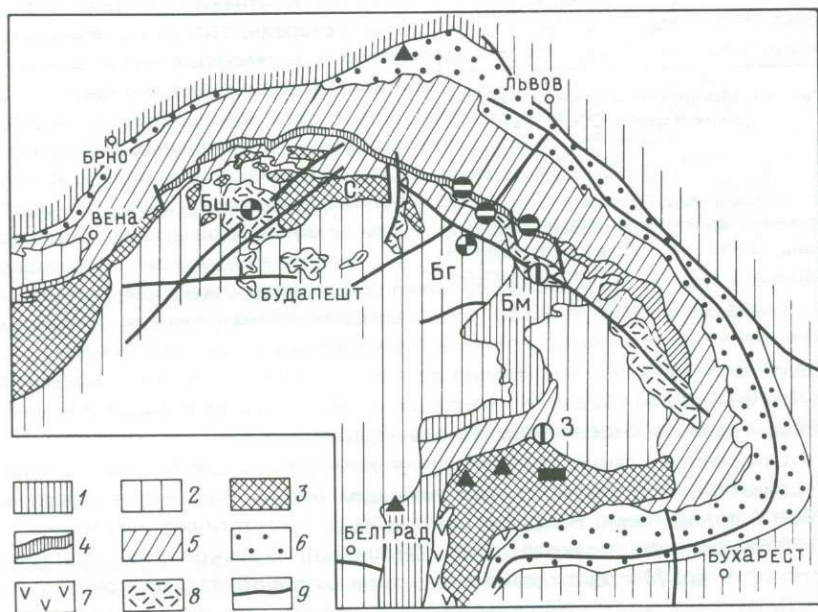 ЛЬВОВ
БРНО
ВЕНА
Бш
С
БУДАПЕШТ
Бг
Бм
З
БЕЛГРАД
БУХАРЕСТ
1 2 3
4 5 6
7 8 9